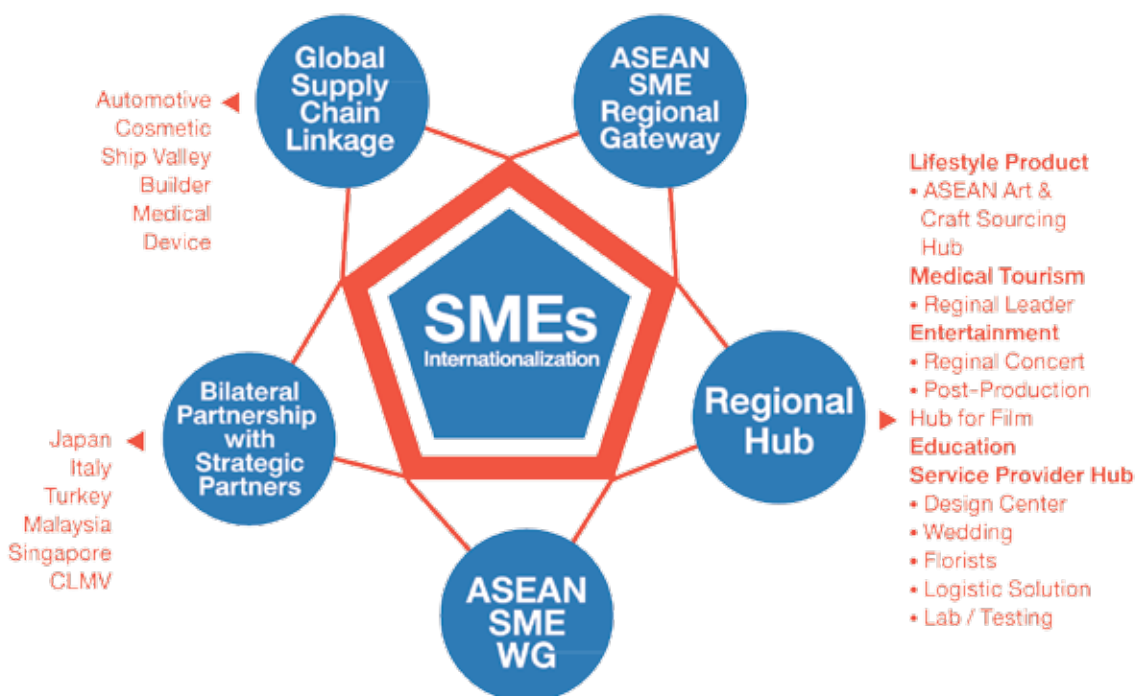 Global
Supply
Chain
Linkage
ASEAN
SME
Regional
Gateway
Automotive
Cosmetic
Ship Valley
Builder
Medical
Device
SMEs
Internationalization
Lifestyle Product
• ASEAN Art &
Craft Sourcing
Hub
Medical Tourism
• Reginal Leader
Entertainment
• Reginal Concert
• Post-Production
Hub for Film
Education
Service Provider Hub
• Design Center
• Wedding
• Florists
• Logistic Solution
• Lab / Testing
Regional
Hub
Bilateral
Partnership
with
Strategic
Partners
Japan
Italy
Turkey
Malaysia
Singapore
CLMV
ASEAN
SME
WG